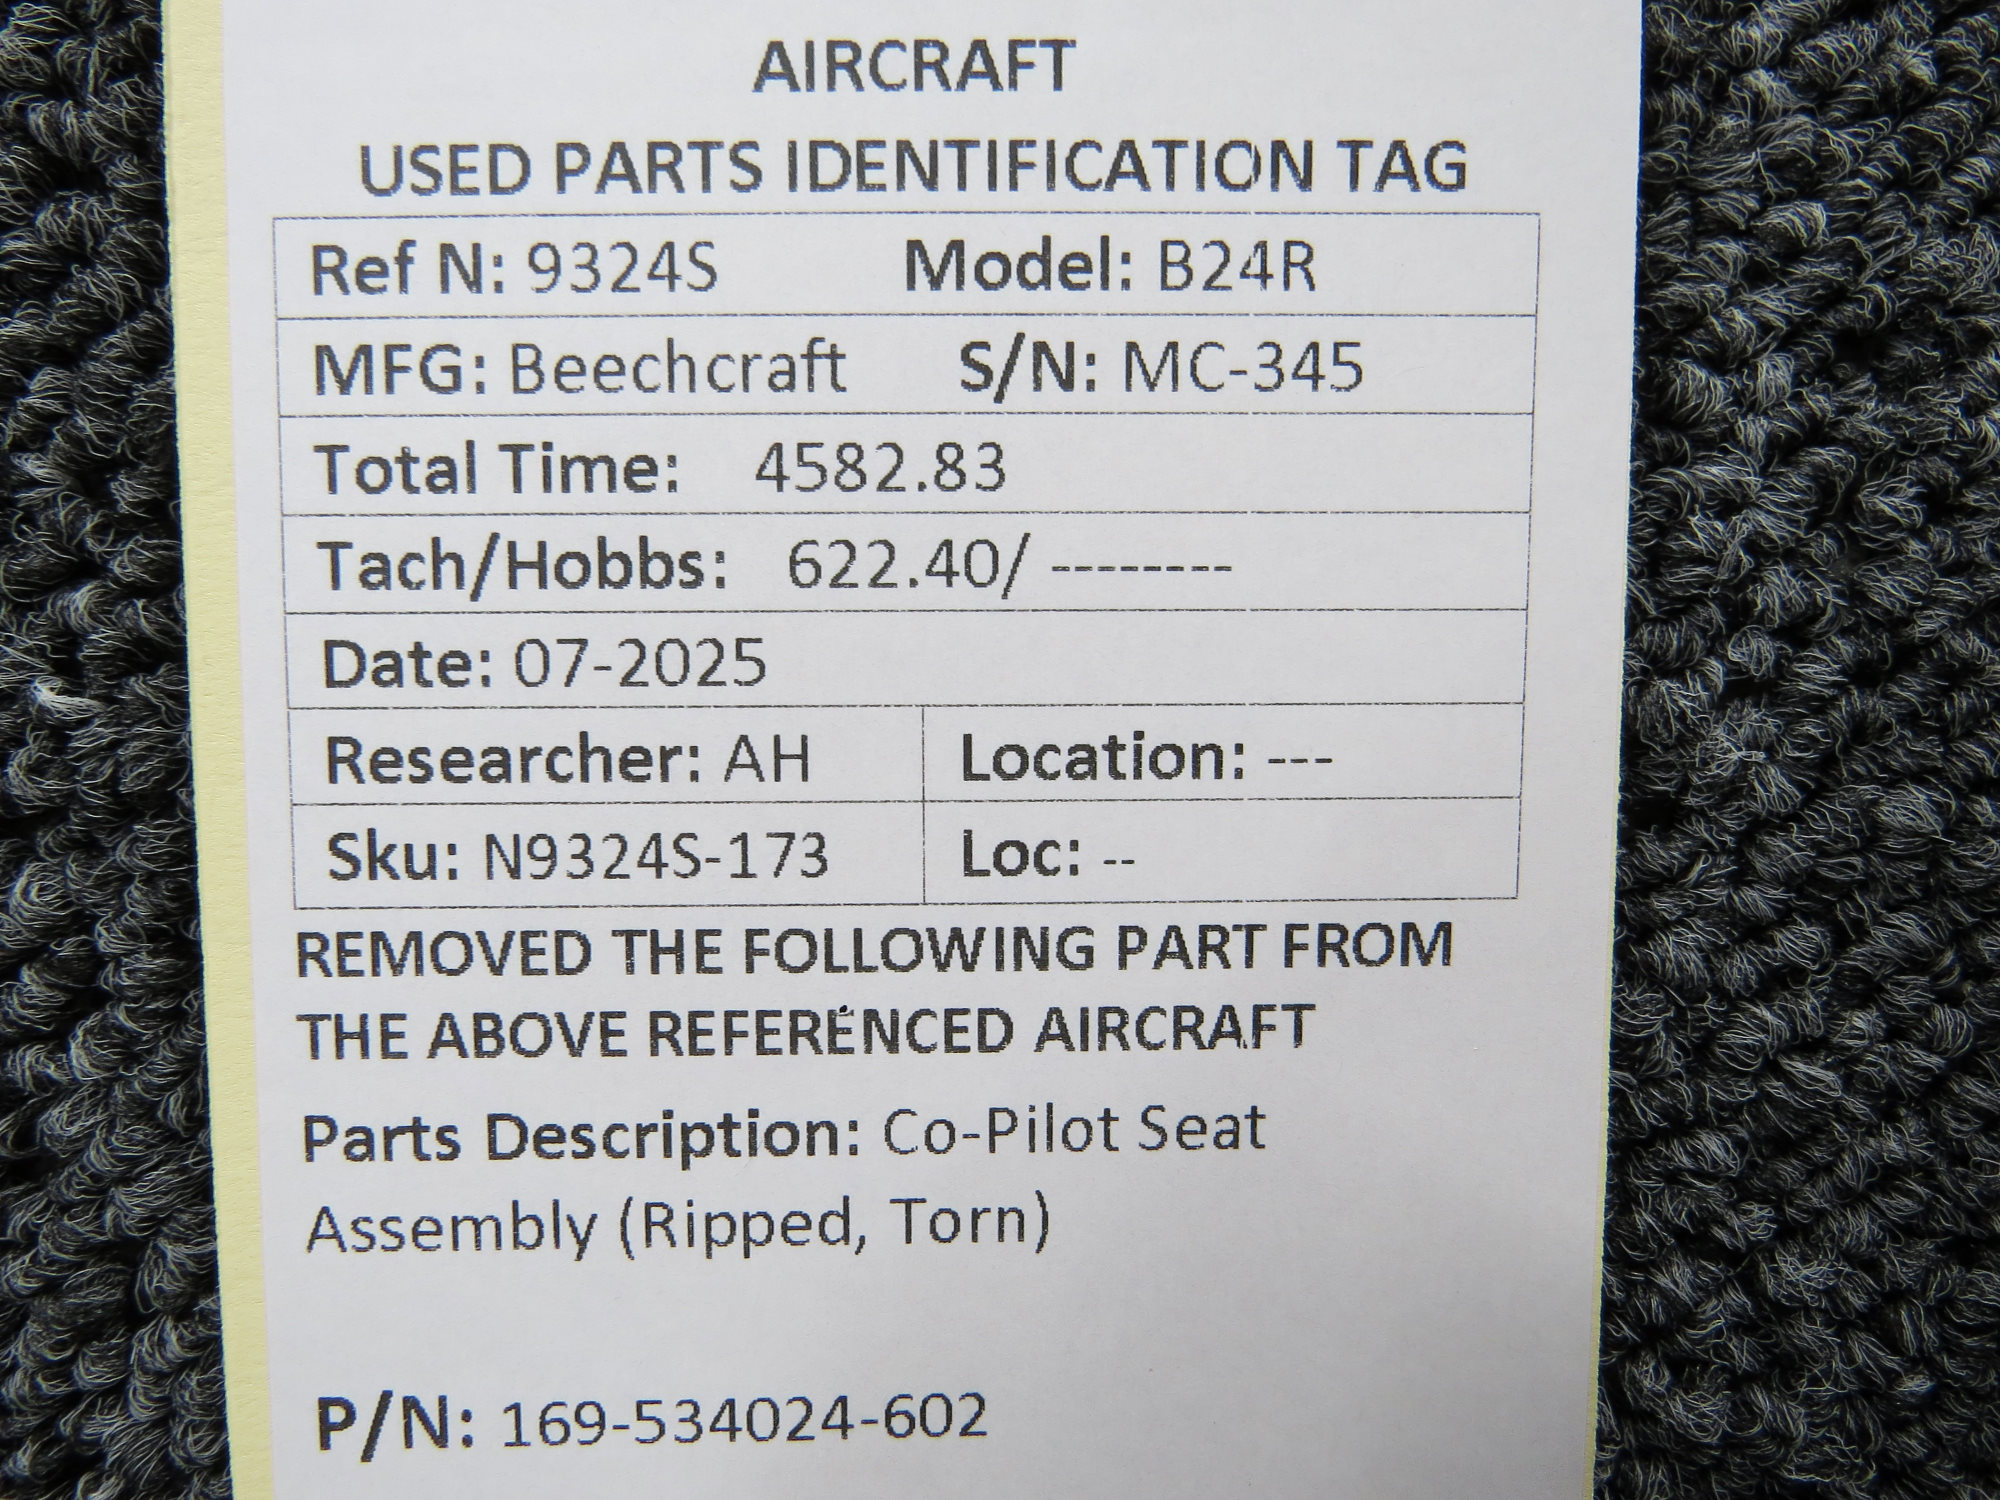 AIRCRAFT
USED PARTS IDENTIFICATION TAG
Ref N: 9324S Model: B24R
MFG: Beechcraft S/N: MC-345
Total Time: 4582.83
Tach/Hobbs: 622.40/ --------
Date: 07-2025
Researcher: AH Location: ---
Sku: N9324S-173 Loc: --
REMOVED THE FOLLOWING PART FROM
THE ABOVE REFERENCED AIRCRAFT
Parts Description: Co-Pilot Seat
Assembly (Ripped, Torn)
P/N: 169-534024-602